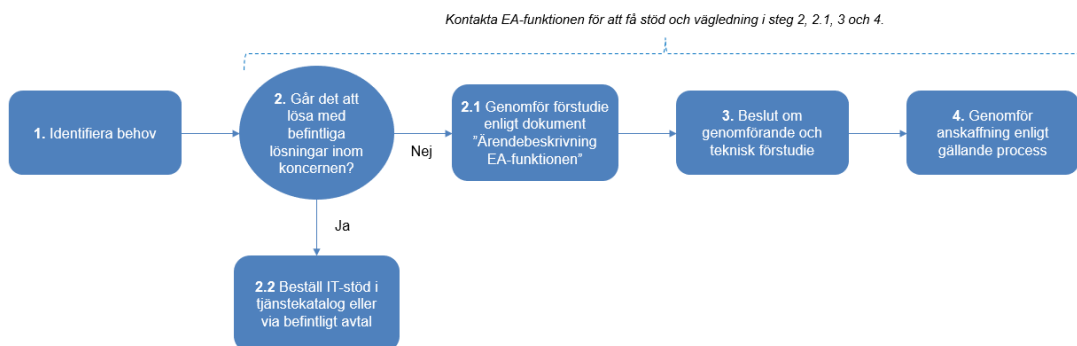 Kontakta EA-funktionen för att få stöd och vägledning i steg 2, 2.1, 3 och 4.
1. Identifiera behov
2. Går det att
lösa med
befintliga
lösningar inom
koncernen?
Nej
2.1 Genomför förstudie
enligt dokument
"Ärendebeskrivning
EA-funktionen"
3. Beslut om
genomförande och
teknisk förstudie
4. Genomför
anskaffning enligt
gällande process
Ja
2.2 Beställ IT-stöd i
tjänstekatalog eller
via befintligt avtal